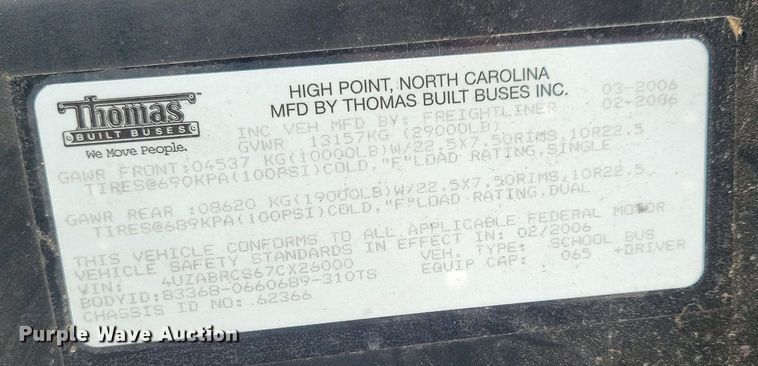 Thomas
BUILT BUSES
We Move People.
HIGH POINT, NORTH CAROLINA
MFD BY THOMAS BUILT BUSES INC. 03-2006
INC VEH MFD BY: FREIGHTLINER 02-2006
GVWR 13157KG (29000LB)
GAWR FRONT:04537 KG(10000LB)W/22.5X7.50RIMS,10R22.5
TIRES@690KPA(100PSI)COLD,"F"LOAD RATING,SINGLE
GAWR REAR :08620 KG(19000LB)W/22.5X7.50RIMS,10R22.5
TIRES@689KPA(100PSI)COLD,"F"LOAD RATING,DUAL
THIS VEHICLE CONFORMS TO ALL APPLICABLE FEDERAL MOTOR
VEHICLE SAFETY STANDARDS IN EFFECT IN: 02/2006
VIN: 4UZABRCS67CX26000 VEH. TYPE: SCHOOL BUS
BODYID:83368-0660689-310TS EQUIP CAP: 065 +DRIVER
CHASSIS ID NO.:62366
Purple Wave Auction